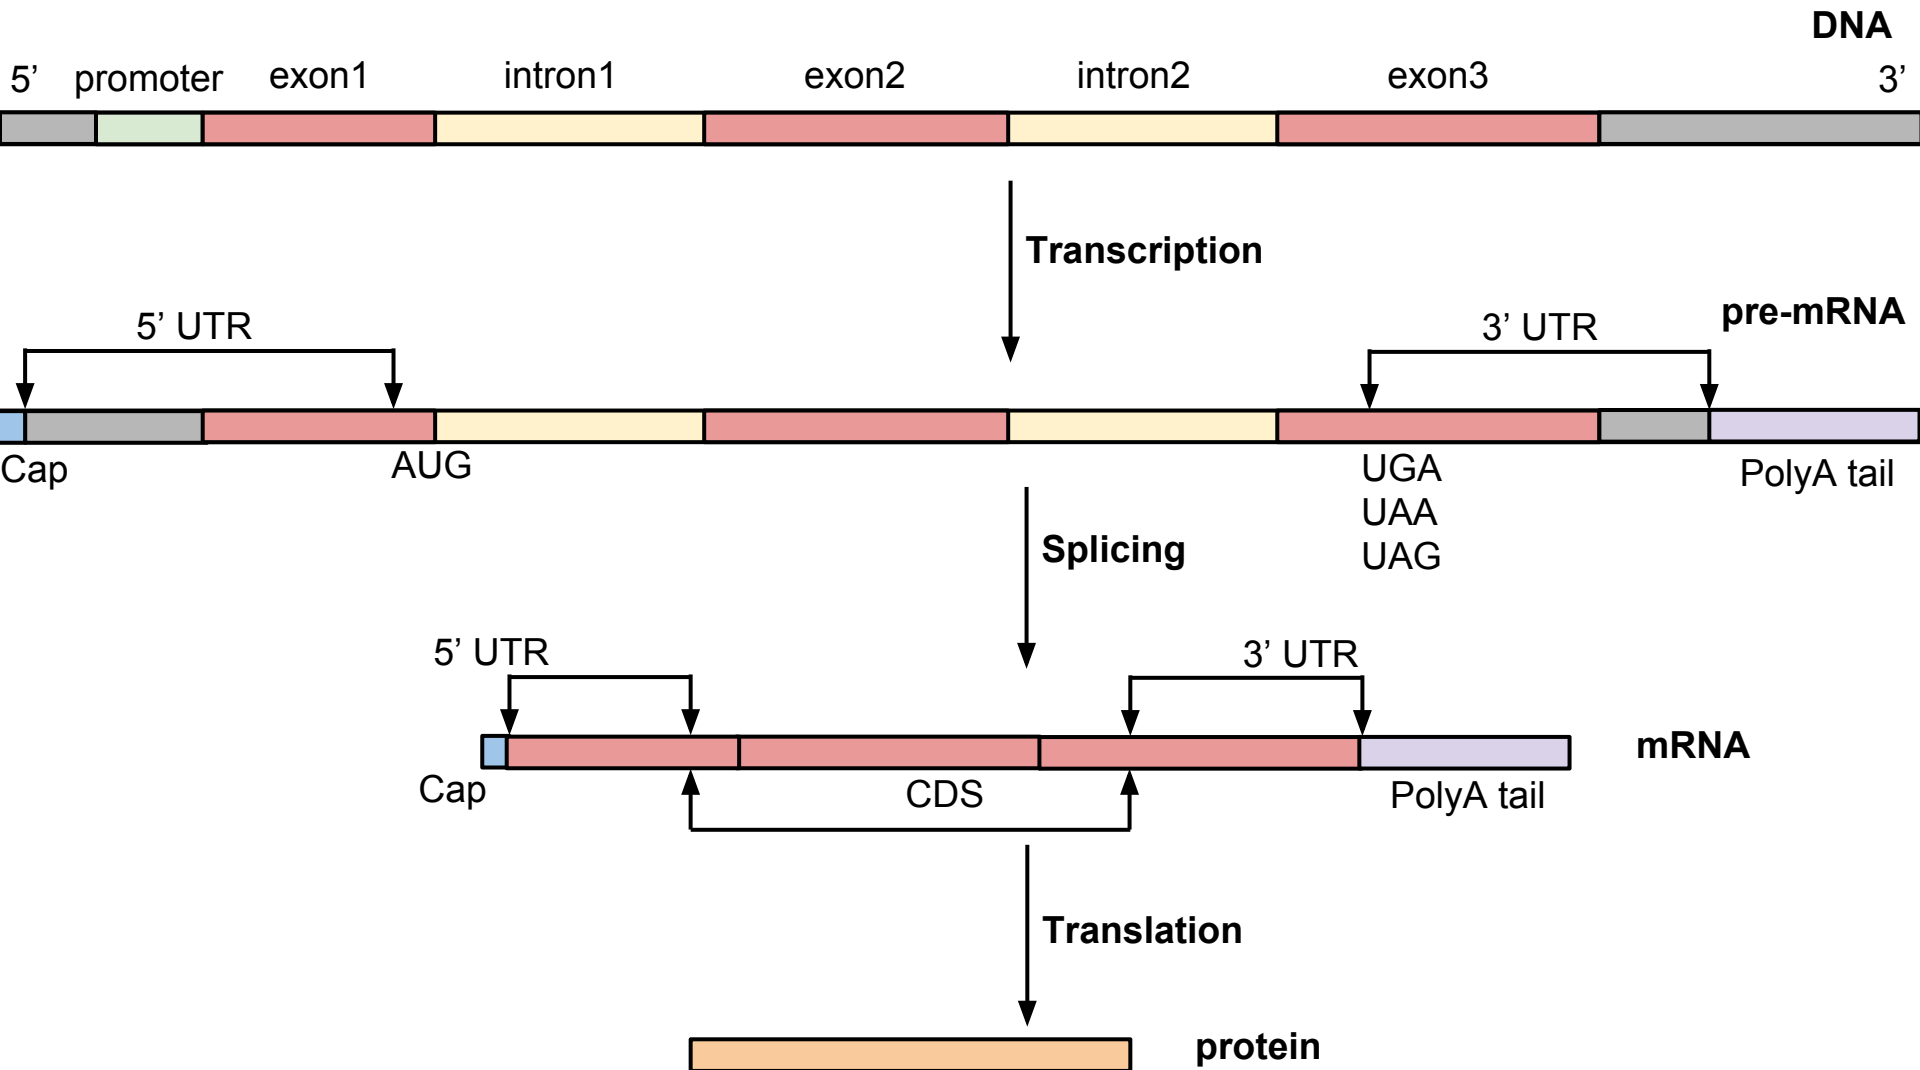 DNA
5’ promoter exon1 intron1 exon2 intron2 exon3 3’
Transcription
pre-mRNA
5’ UTR 3’ UTR
Cap AUG UGA PolyA tail
UAA
UAG
Splicing
5’ UTR 3’ UTR
mRNA
Cap CDS PolyA tail
Translation
protein